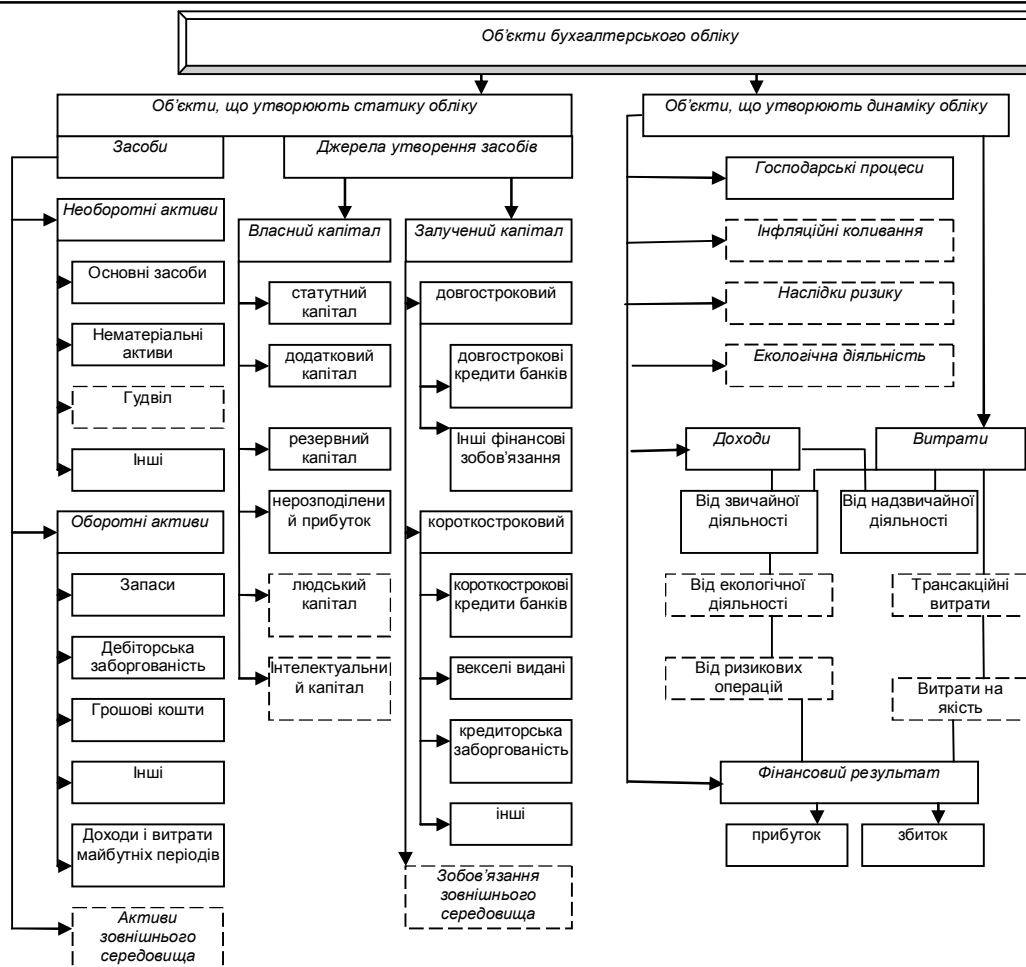 Об'єкти бухгалтерського обліку
Об'єкти, що утворюють статику обліку
Засоби
Джерела утворення засобів
Необоротні активи
Основні засоби
Нематеріальні
активи
Гудвіл
Інші
Оборотні активи
Запаси
Дебіторська
заборгованість
Грошові кошти
Інші
Доходи і витрати
майбутніх періодів
Активи
зовнішнього
середовища
Власний капітал
статутний
капітал
додатковий
капітал
резервний
капітал
нерозподілени
й прибуток
людський
капітал
Інтелектуальни
й капітал
Залучений капітал
довгостроковий
довгострокові
кредити банків
Інші фінансові
зобов'язання
короткостроковий
короткострокові
кредити банків
векселі видані
кредиторська
заборгованість
інші
Зобов'язання
зовнішнього
середовища
Об'єкти, що утворюють динаміку обліку
Господарські процеси
Інфляційні коливання
Наслідки ризику
Екологічна діяльність
Доходи
Витрати
Від звичайної
діяльності
Від надзвичайної
діяльності
Від екологічної
діяльності
Трансакційні
витрати
Від ризикових
операцій
Витрати на
якість
Фінансовий результат
прибуток
збиток